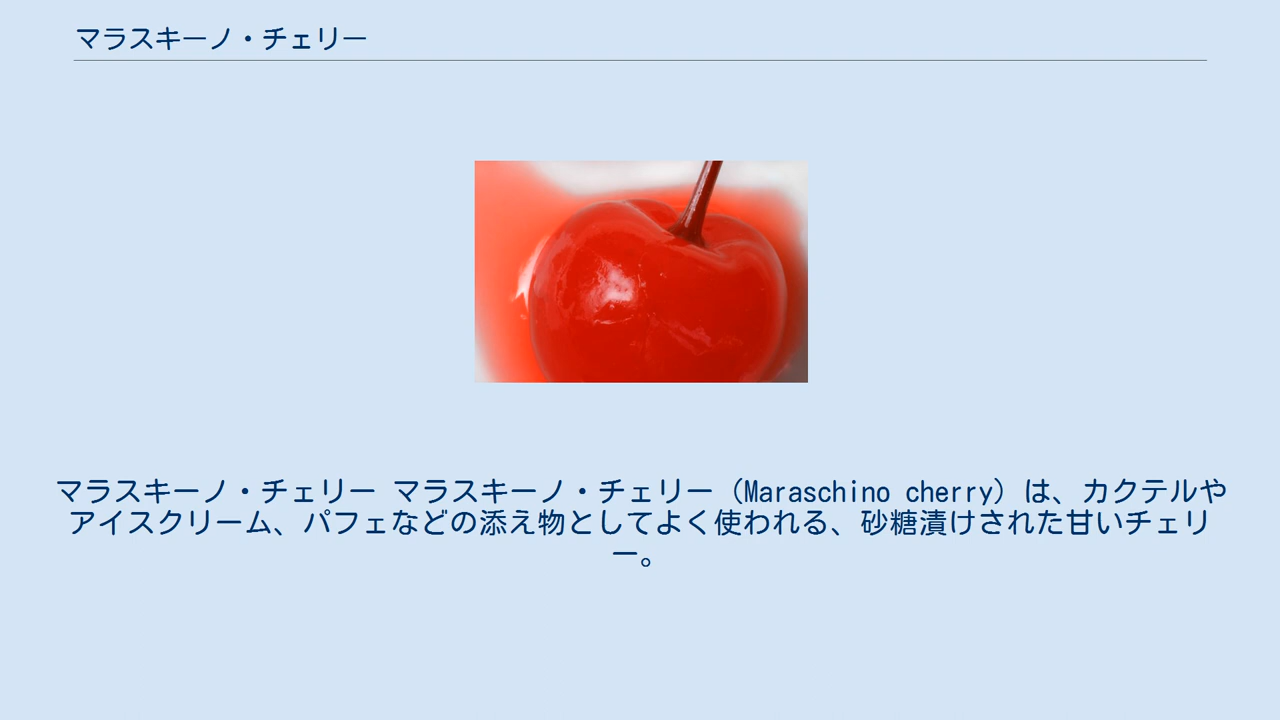 マラスキーノ・チェリー
マラスキーノ・チェリー マラスキーノ・チェリー（Maraschino cherry）は、カクテルや
アイスクリーム、パフェなどの添え物としてよく使われる、砂糖漬けされた甘いチェリ
ー。